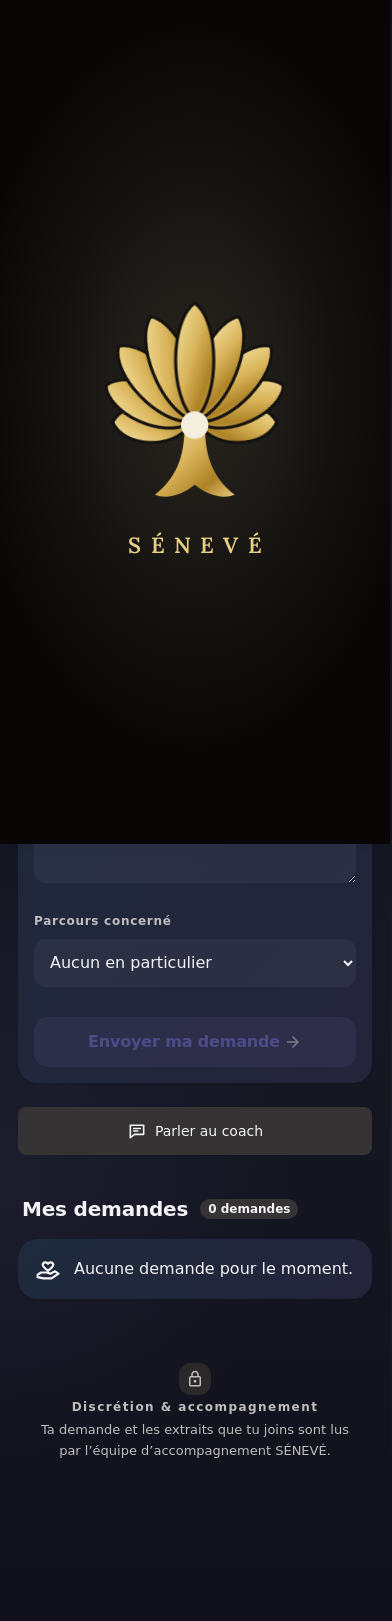 SÉNEVÉ
Parcours concerné
Aucun en particulier
Envoyer ma demande →
Parler au coach
Mes demandes 0 demandes
Aucune demande pour le moment.
Discrétion & accompagnement
Ta demande et les extraits que tu joins sont lus
par l’équipe d’accompagnement SÉNEVÉ.